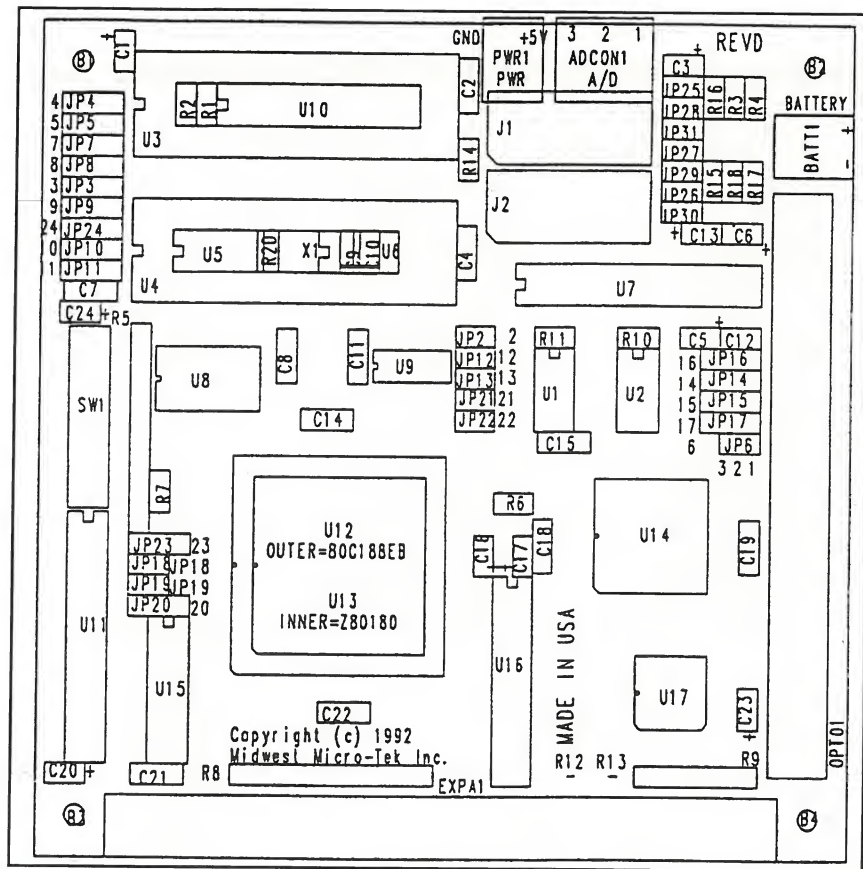 GND +5V 3 2 1 REVD
C1 B1 PWR1 PWR ADCON1 A/D C3 B2
C2
4 JP4
5 JP5
7 JP7
8 JP8
3 JP3
9 JP9
24 JP24
0 JP10
1 JP11
C7
C24
R5
R2 R1 U10
U3
R14
J1
J2
JP25
JP28
JP31
JP27
JP29
JP26
JP30
R16 R3 R4
R15 R18 R17
C13 C6
BATTERY
BATT1
U5 R20 X1 C9 C10 U6
U4
C4
U7
SW1
U8
C8
C11
U9
C14
JP2 2
JP12 12
JP13 13
JP21 21
JP22 22
R11
U1
C15
R10
U2
C5 C12
16 JP16
14 JP14
15 JP15
17 JP17
6 JP6
3 2 1
R7
JP23 23
JP18 JP18
JP19 JP19
JP20 20
U11
U15
U12
OUTER=80C188EB
U13
INNER=Z80180
R6
C16 C17 C18
U14
C19
U16
MADE IN USA
U17
C23
C22
Copyright (c) 1992
Midwest Micro-Tek Inc.
C20 C21 R8 EXPA1 R12 R13 R9
OPTO1
B3 B4